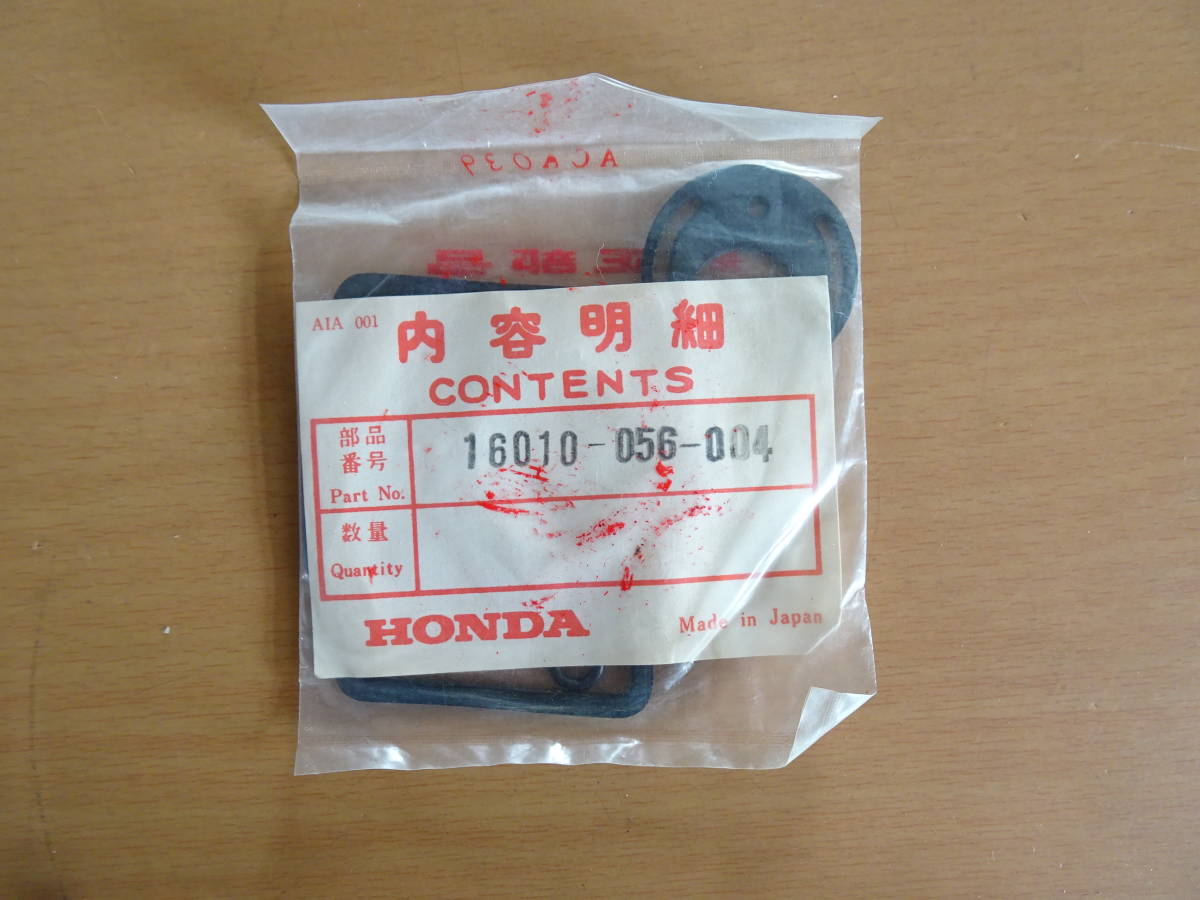 ACA039
AIA 001
内容明細
CONTENTS
部品
番号
Part No.
16010-056-004
数量
Quantity
HONDA
Made in Japan